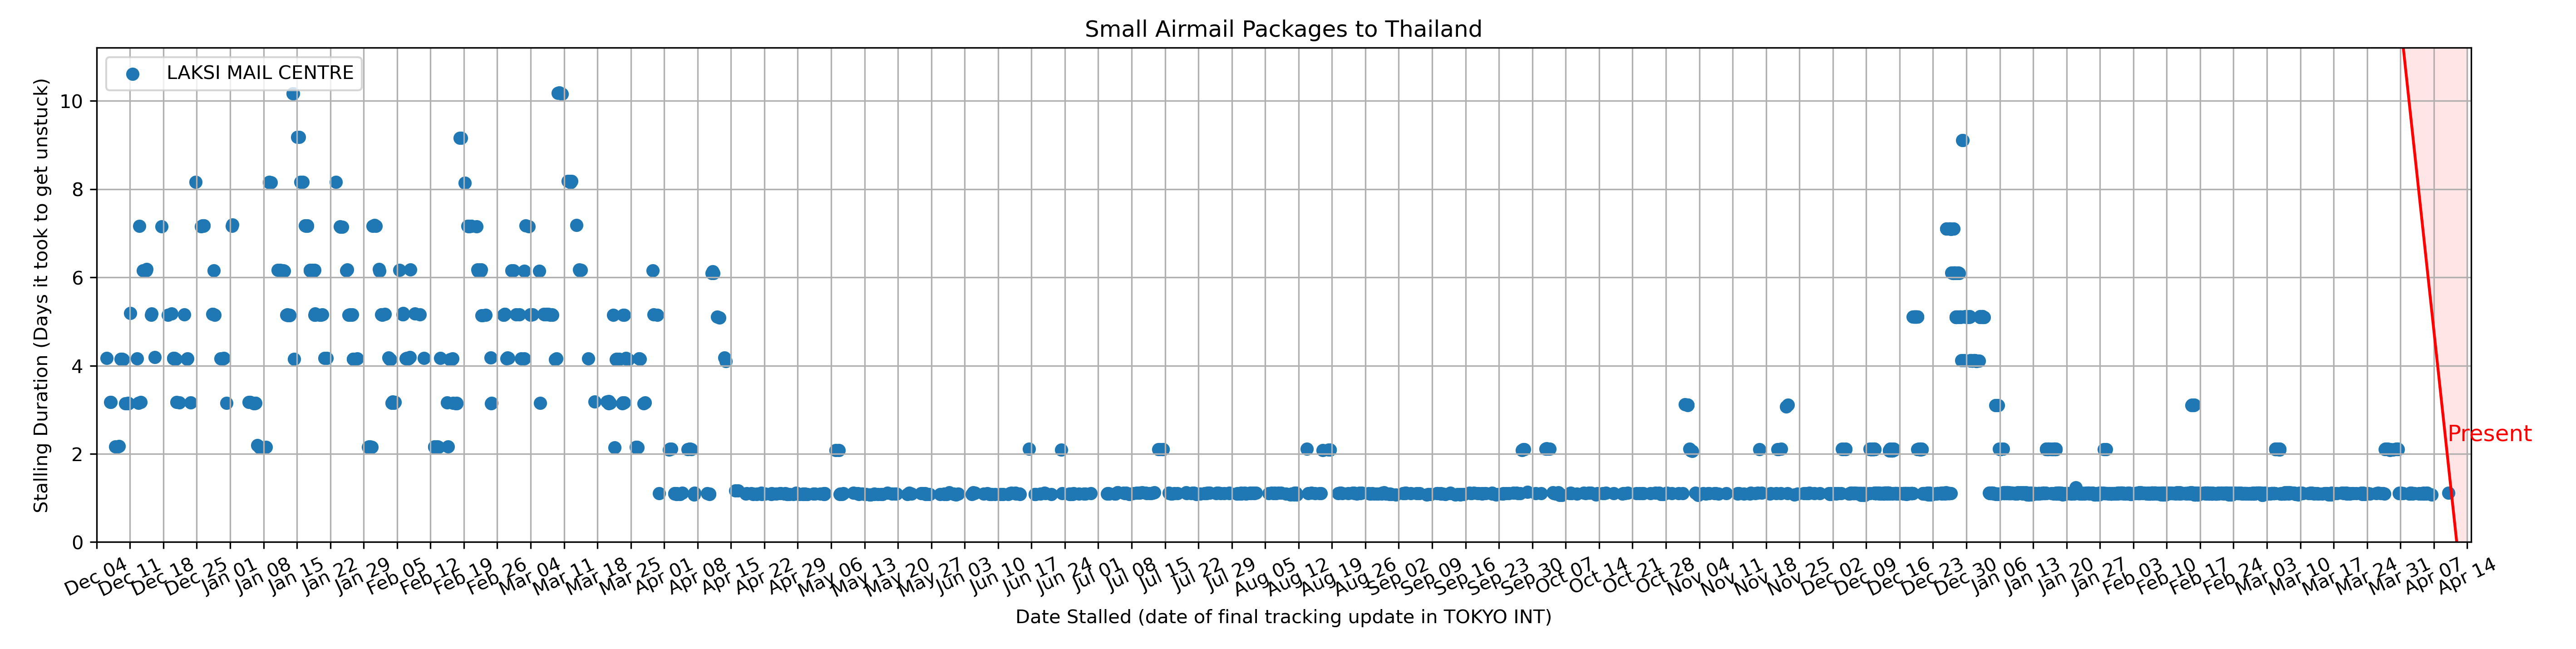 Small Airmail Packages to Thailand
LAKSI MAIL CENTRE
Stalling Duration (Days it took to get unstuck)
10
8
6
4
2
0
Present
Dec 04 Dec 11 Dec 18 Dec 25 Jan 01 Jan 08 Jan 15 Jan 22 Jan 29 Feb 05 Feb 12 Feb 19 Feb 26 Mar 04 Mar 11 Mar 18 Mar 25 Apr 01 Apr 08 Apr 15 Apr 22 Apr 29 May 06 May 13 May 20 May 27 Jun 03 Jun 10 Jun 17 Jun 24 Jul 01 Jul 08 Jul 15 Jul 22 Jul 29 Aug 05 Aug 12 Aug 19 Aug 26 Sep 02 Sep 09 Sep 16 Sep 23 Sep 30 Oct 07 Oct 14 Oct 21 Oct 28 Nov 04 Nov 11 Nov 18 Nov 25 Dec 02 Dec 09 Dec 16 Dec 23 Dec 30 Jan 06 Jan 13 Jan 20 Jan 27 Feb 03 Feb 10 Feb 17 Feb 24 Mar 03 Mar 10 Mar 17 Mar 24 Mar 31 Apr 07 Apr 14
Date Stalled (date of final tracking update in TOKYO INT)